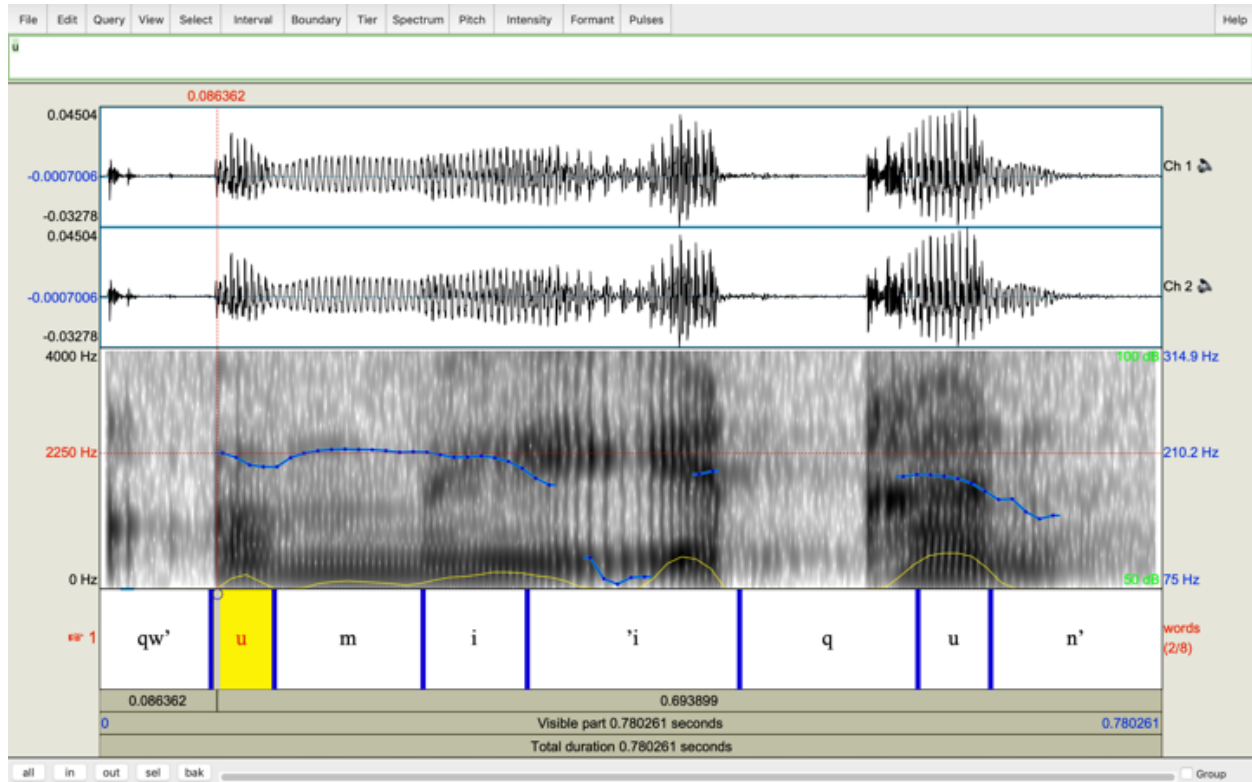 File Edit Query View Select Interval Boundary Tier Spectrum Pitch Intensity Formant Pulses Help
u
0.086362
0.04504
-0.0007006
-0.03278
Ch 1
0.04504
-0.0007006
-0.03278
Ch 2
4000 Hz 100 dB 314.9 Hz
2250 Hz 210.2 Hz
0 Hz 50 dB 75 Hz
1 qw’ u m i ’i q u n’ words
(2/8)
0.086362 0.693899
0 Visible part 0.780261 seconds 0.780261
Total duration 0.780261 seconds
all in out sel bak Group